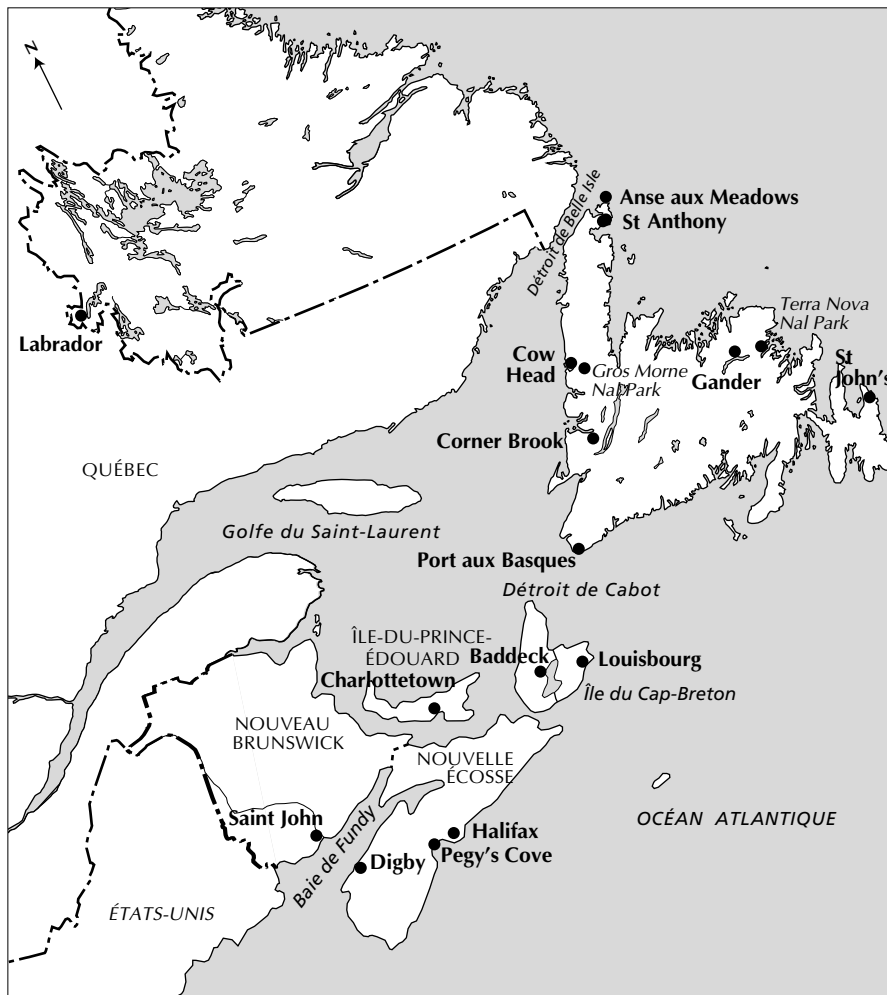 N
Détroit de Belle Isle
Anse aux Meadows
St Anthony
Terra Nova
Nal Park
Labrador
Cow
Head
Gros Morne
Nal Park
Gander
St
John's
Corner Brook
QUÉBEC
Golfe du Saint-Laurent
Port aux Basques
Détroit de Cabot
ÎLE-DU-PRINCE-
ÉDOUARD
Baddeck
Louisbourg
Charlottetown
Île du Cap-Breton
NOUVEAU
BRUNSWICK
NOUVELLE
ÉCOSSE
Saint John
Baie de Fundy
Halifax
Pegy's Cove
Digby
OCÉAN ATLANTIQUE
ÉTATS-UNIS